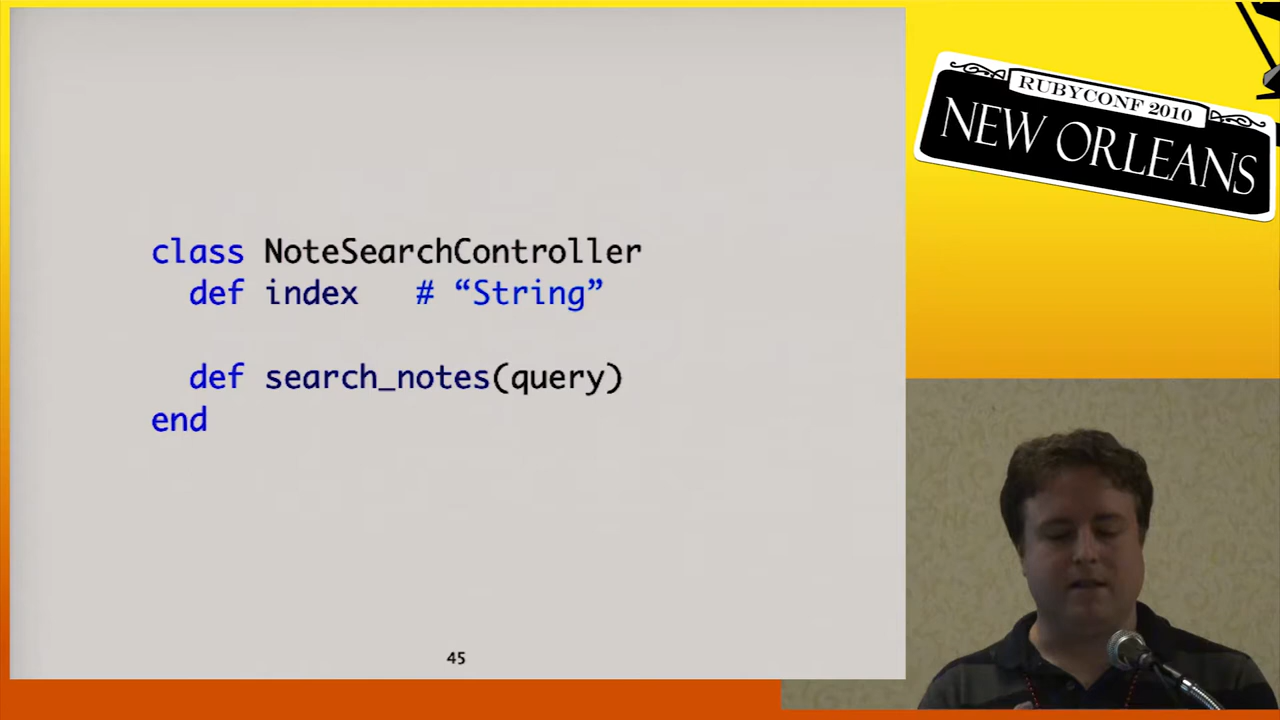 RUBYCONF 2010
NEW ORLEANS
class NoteSearchController
def index # “String”
def search_notes(query)
end
45